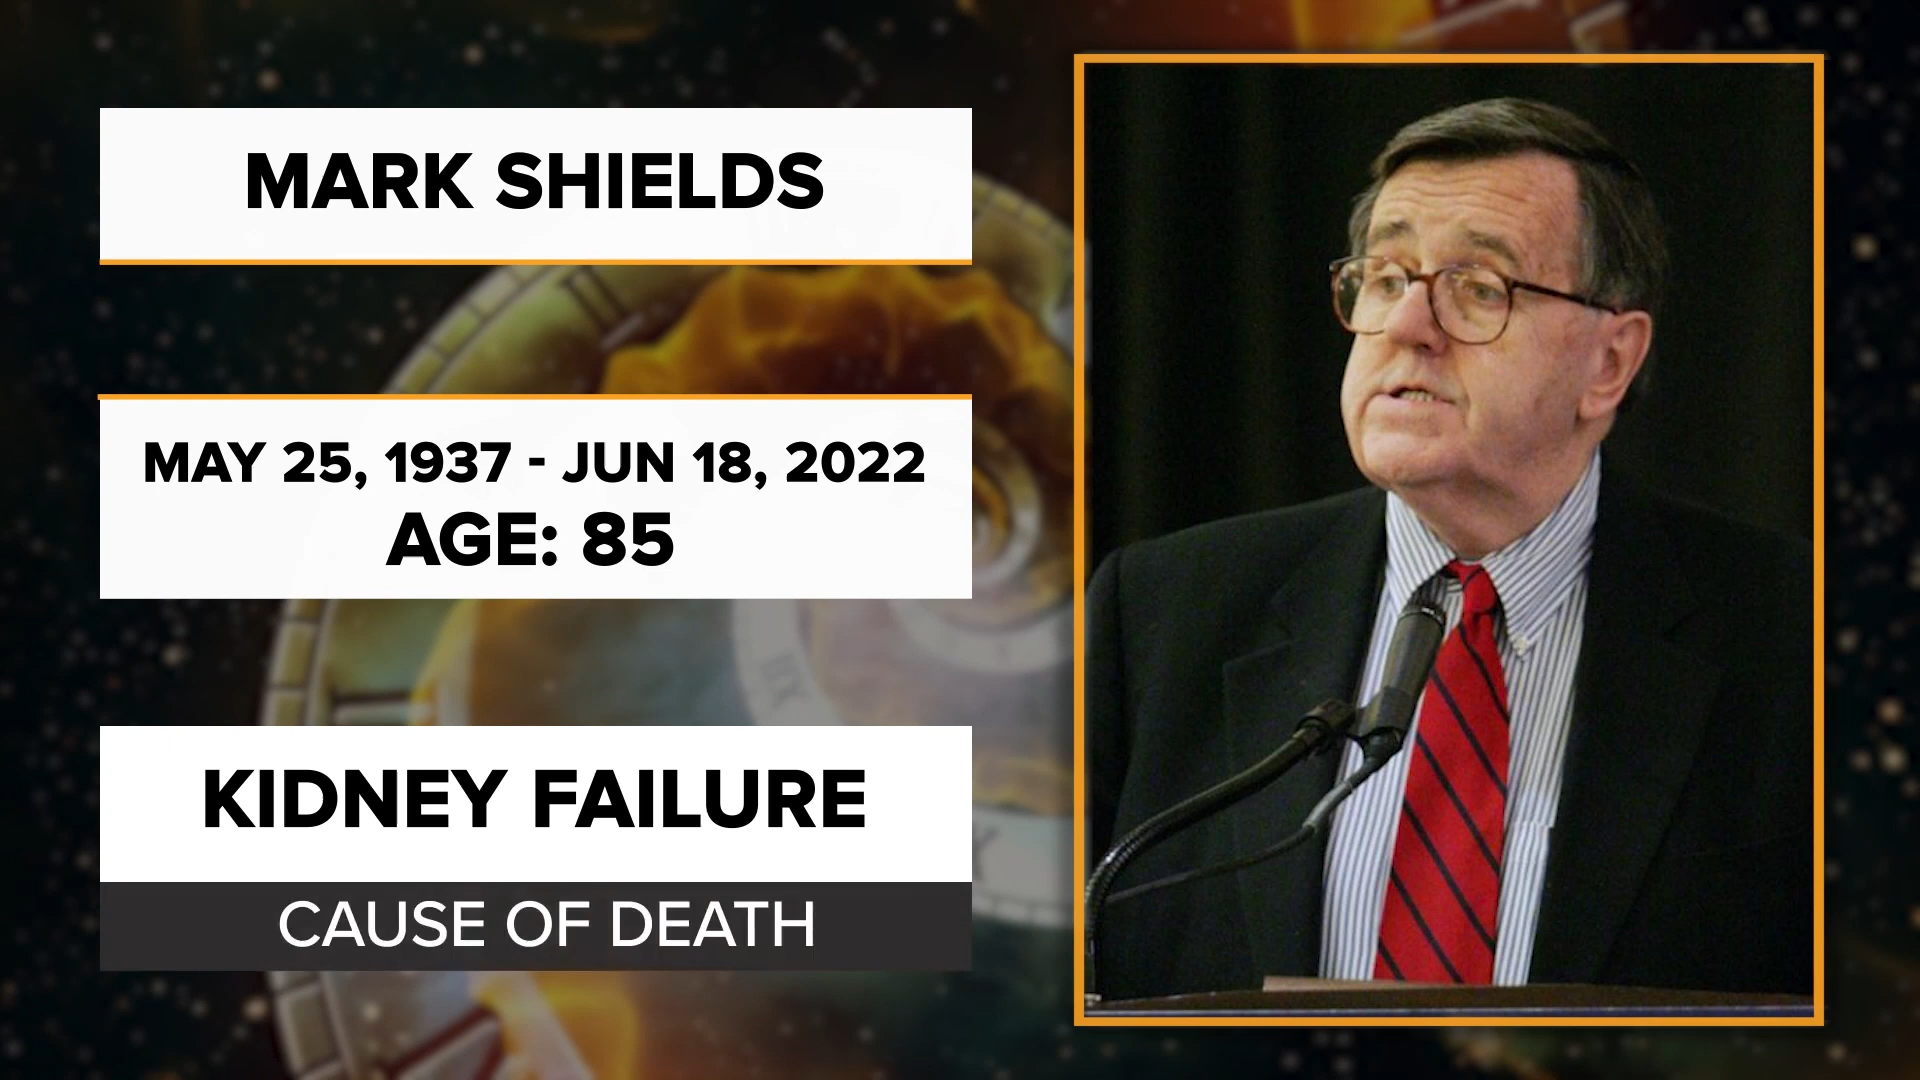 MARK SHIELDS
MAY 25, 1937 - JUN 18, 2022
AGE: 85
KIDNEY FAILURE
CAUSE OF DEATH